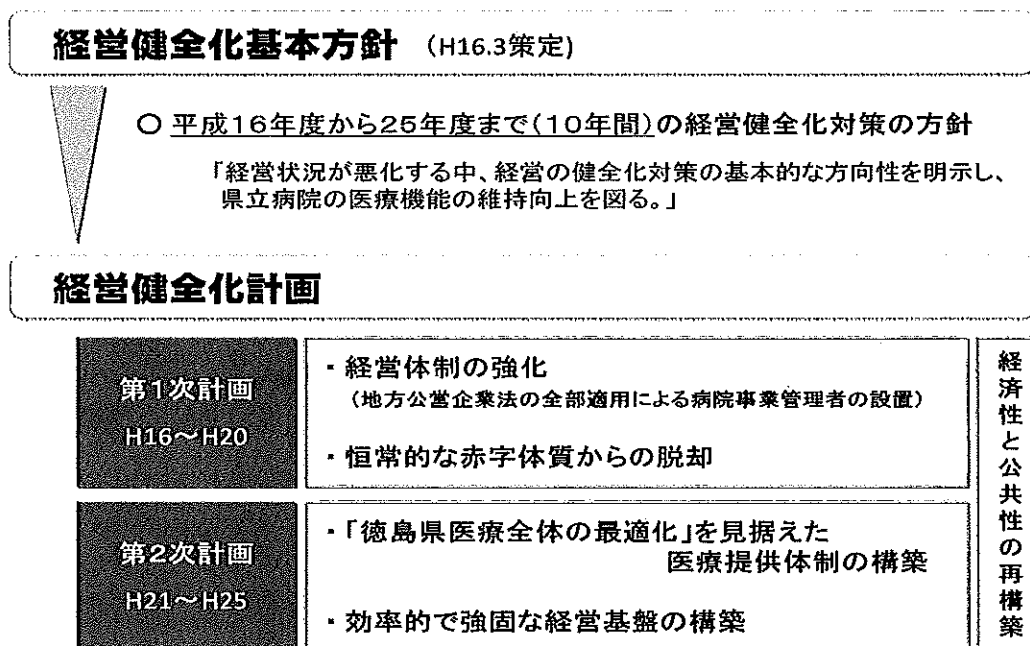 経営健全化基本方針 (H16.3策定)
○ 平成16年度から25年度まで(10年間)の経営健全化対策の方針
「経営状況が悪化する中、経営の健全化対策の基本的な方向性を明示し、
県立病院の医療機能の維持向上を図る。」
経営健全化計画
第1次計画
H16～H20
・経営体制の強化
(地方公営企業法の全部適用による病院事業管理者の設置)
・恒常的な赤字体質からの脱却
第2次計画
H21～H25
・「徳島県医療全体の最適化」を見据えた
医療提供体制の構築
・効率的で強固な経営基盤の構築
経済性と公共性の再構築